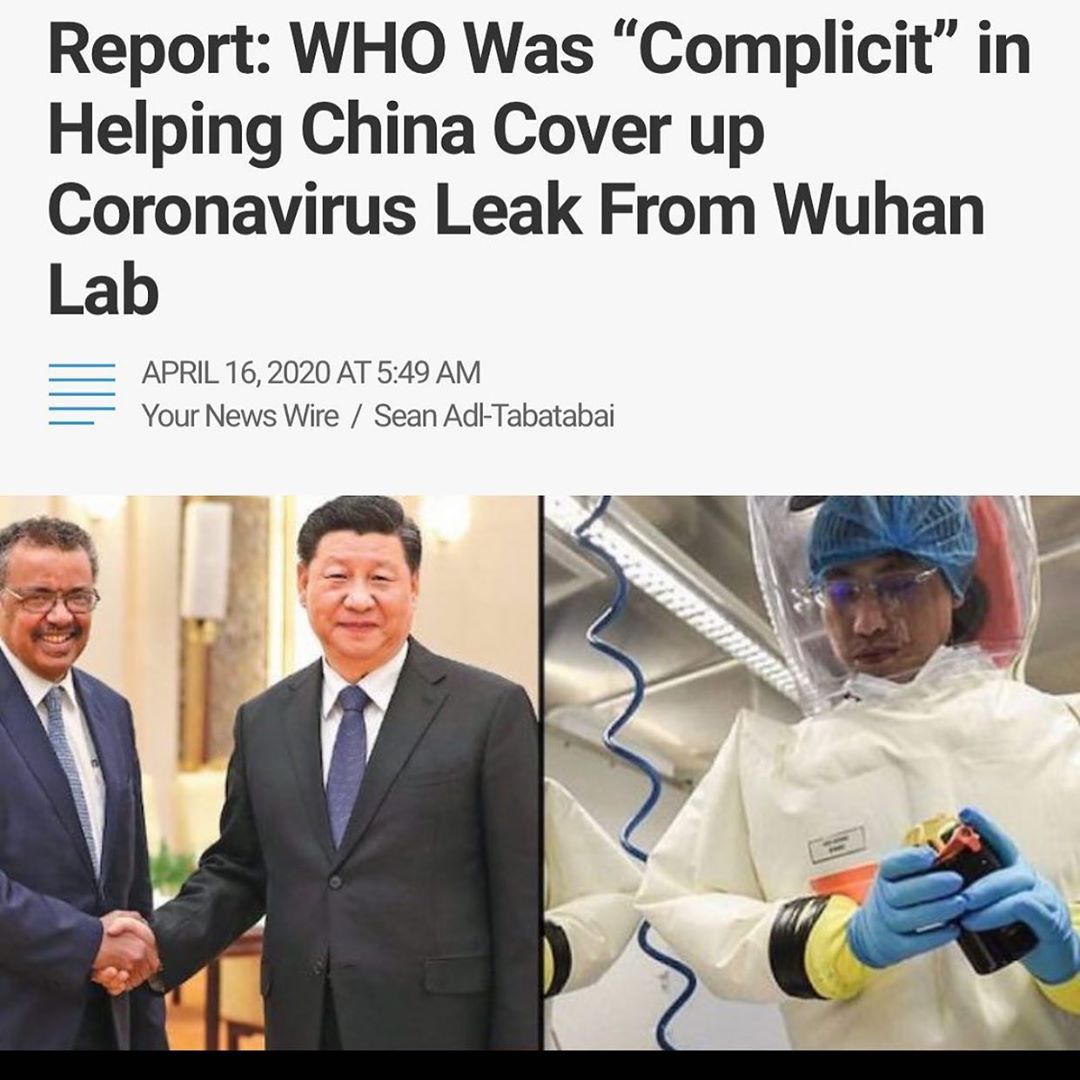 Report: WHO Was “Complicit” in
Helping China Cover up
Coronavirus Leak From Wuhan
Lab
APRIL 16, 2020 AT 5:49 AM
Your News Wire / Sean Adl-Tabatabai